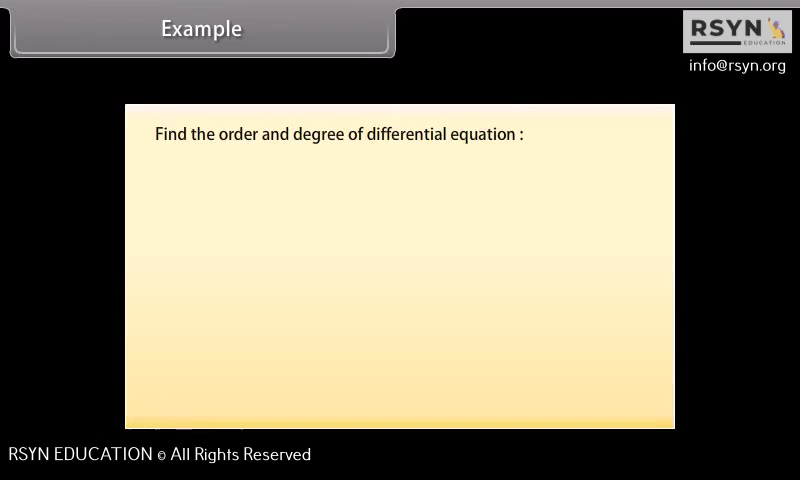 Example
RSYN
EDUCATION
info@rsyn.org
Find the order and degree of differential equation :
RSYN EDUCATION © All Rights Reserved